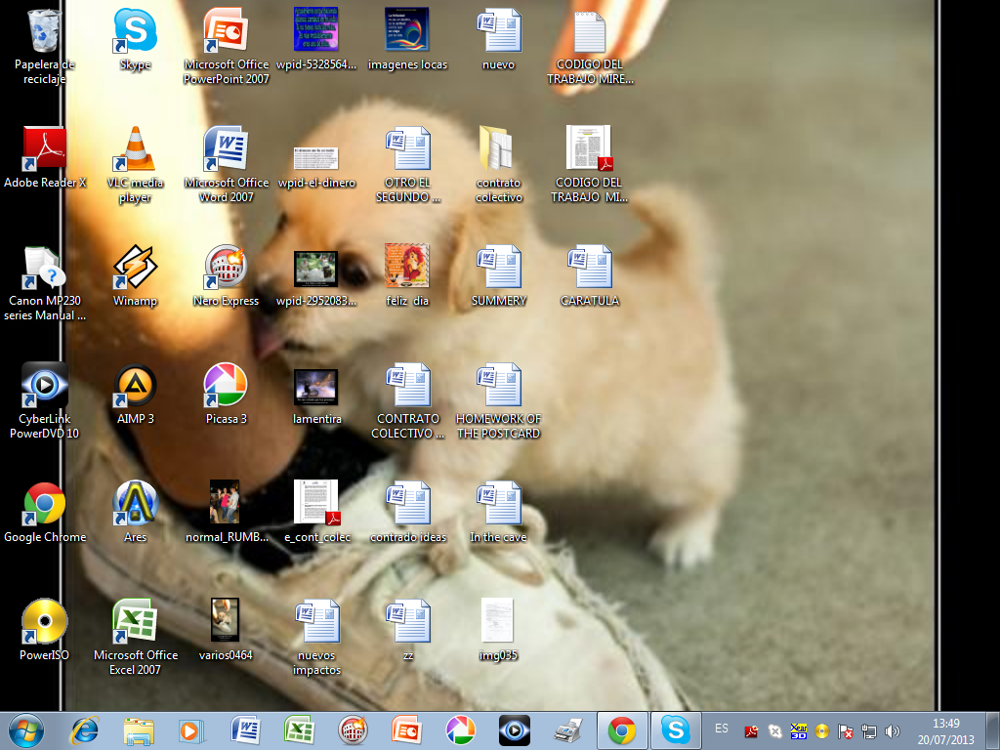 Papelera de
reciclaje
Skype
Microsoft Office
PowerPoint 2007
wpid-5328564...
imagenes locas
nuevo
CODIGO DEL
TRABAJO MIRE...
Adobe Reader X
VLC media
player
Microsoft Office
Word 2007
wpid-el-dinero
OTRO EL
SEGUNDO ...
contrato
colectivo
CODIGO DEL
TRABAJO MI...
Canon MP230
series Manual ...
Winamp
Nero Express
wpid-2952083...
feliz dia
SUMMERY
CARATULA
CyberLink
PowerDVD 10
AIMP 3
Picasa 3
lamentira
CONTRATO
COLECTIVO ...
HOMEWORK OF
THE POSTCARD
Google Chrome
Ares
normal_RUMB...
e_cont_colec
contrado ideas
In the cave
PowerISO
Microsoft Office
Excel 2007
varios0464
nuevos
impactos
zz
img035
ES
13:49
20/07/2013